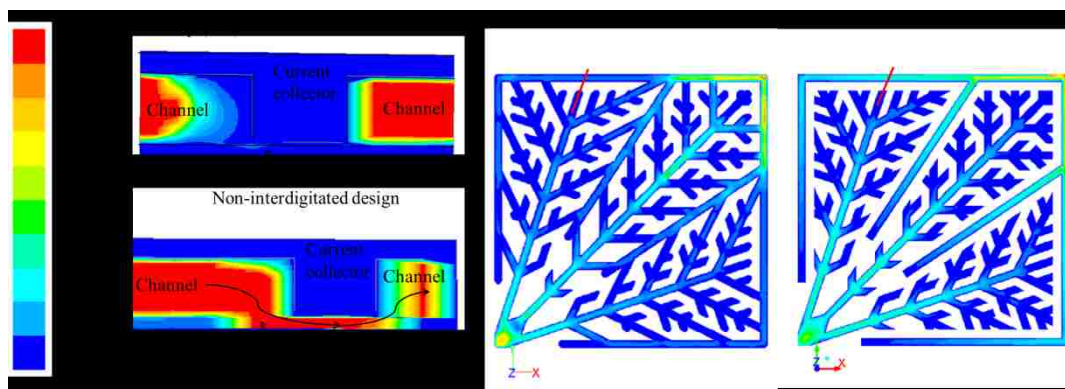 Current
collector
Channel
Channel
Non-interdigitated design
Current
collector
Channel
Channel
Z
X
Z
X